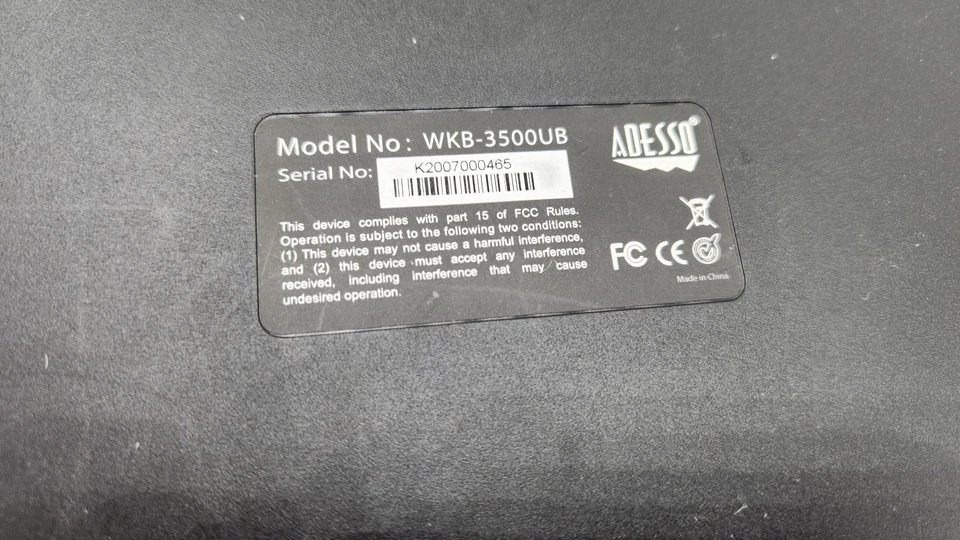 Model No: WKB-3500UB
ADESSO®
Serial No: K2007000465
This device complies with part 15 of FCC Rules.
Operation is subject to the following two conditions:
(1) This device may not cause a harmful interference,
and (2) this device must accept any interference
received, including interference that may cause
undesired operation.
FC CE
Made in China